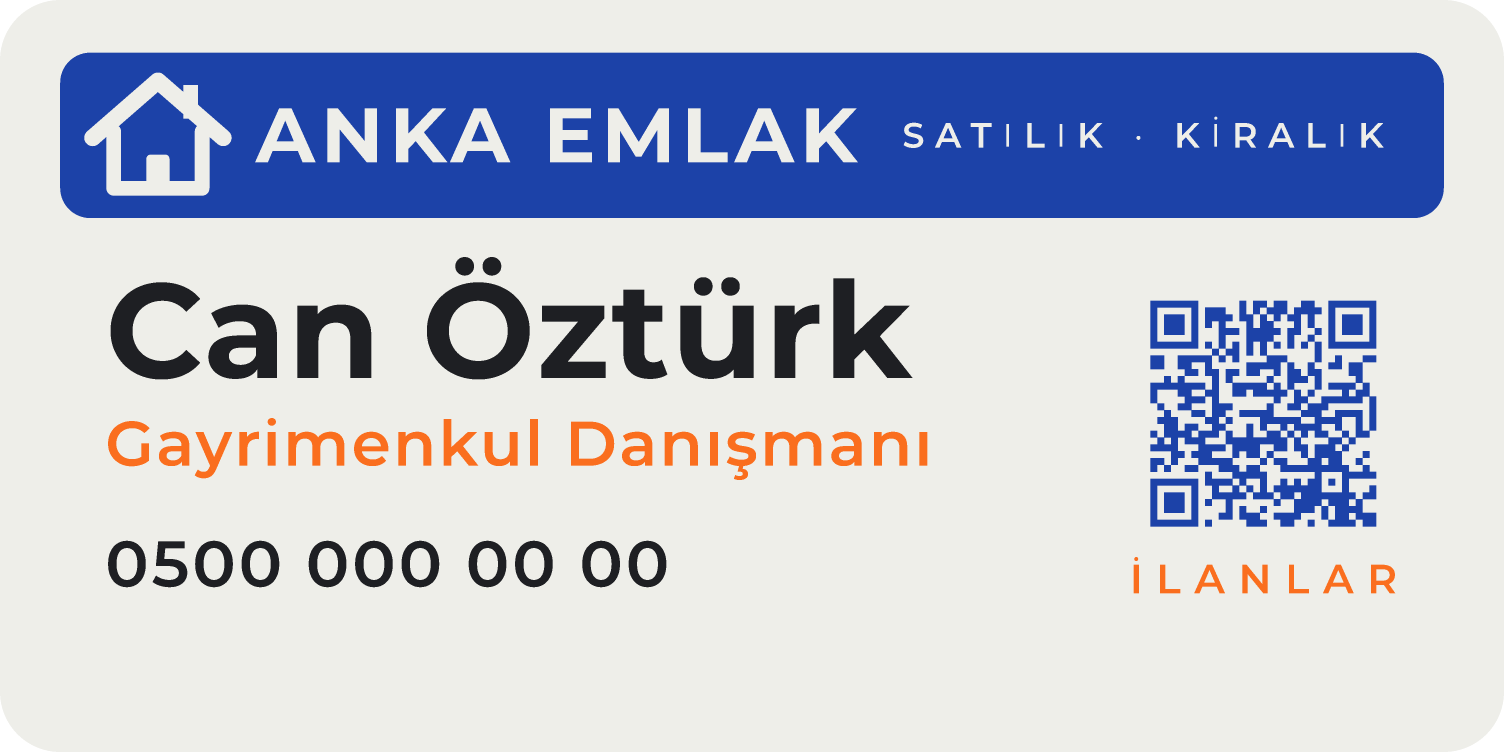 ANKA EMLAK SATILIK · KİRALIK
Can Öztürk
Gayrimenkul Danışmanı
0500 000 00 00
İLANLAR